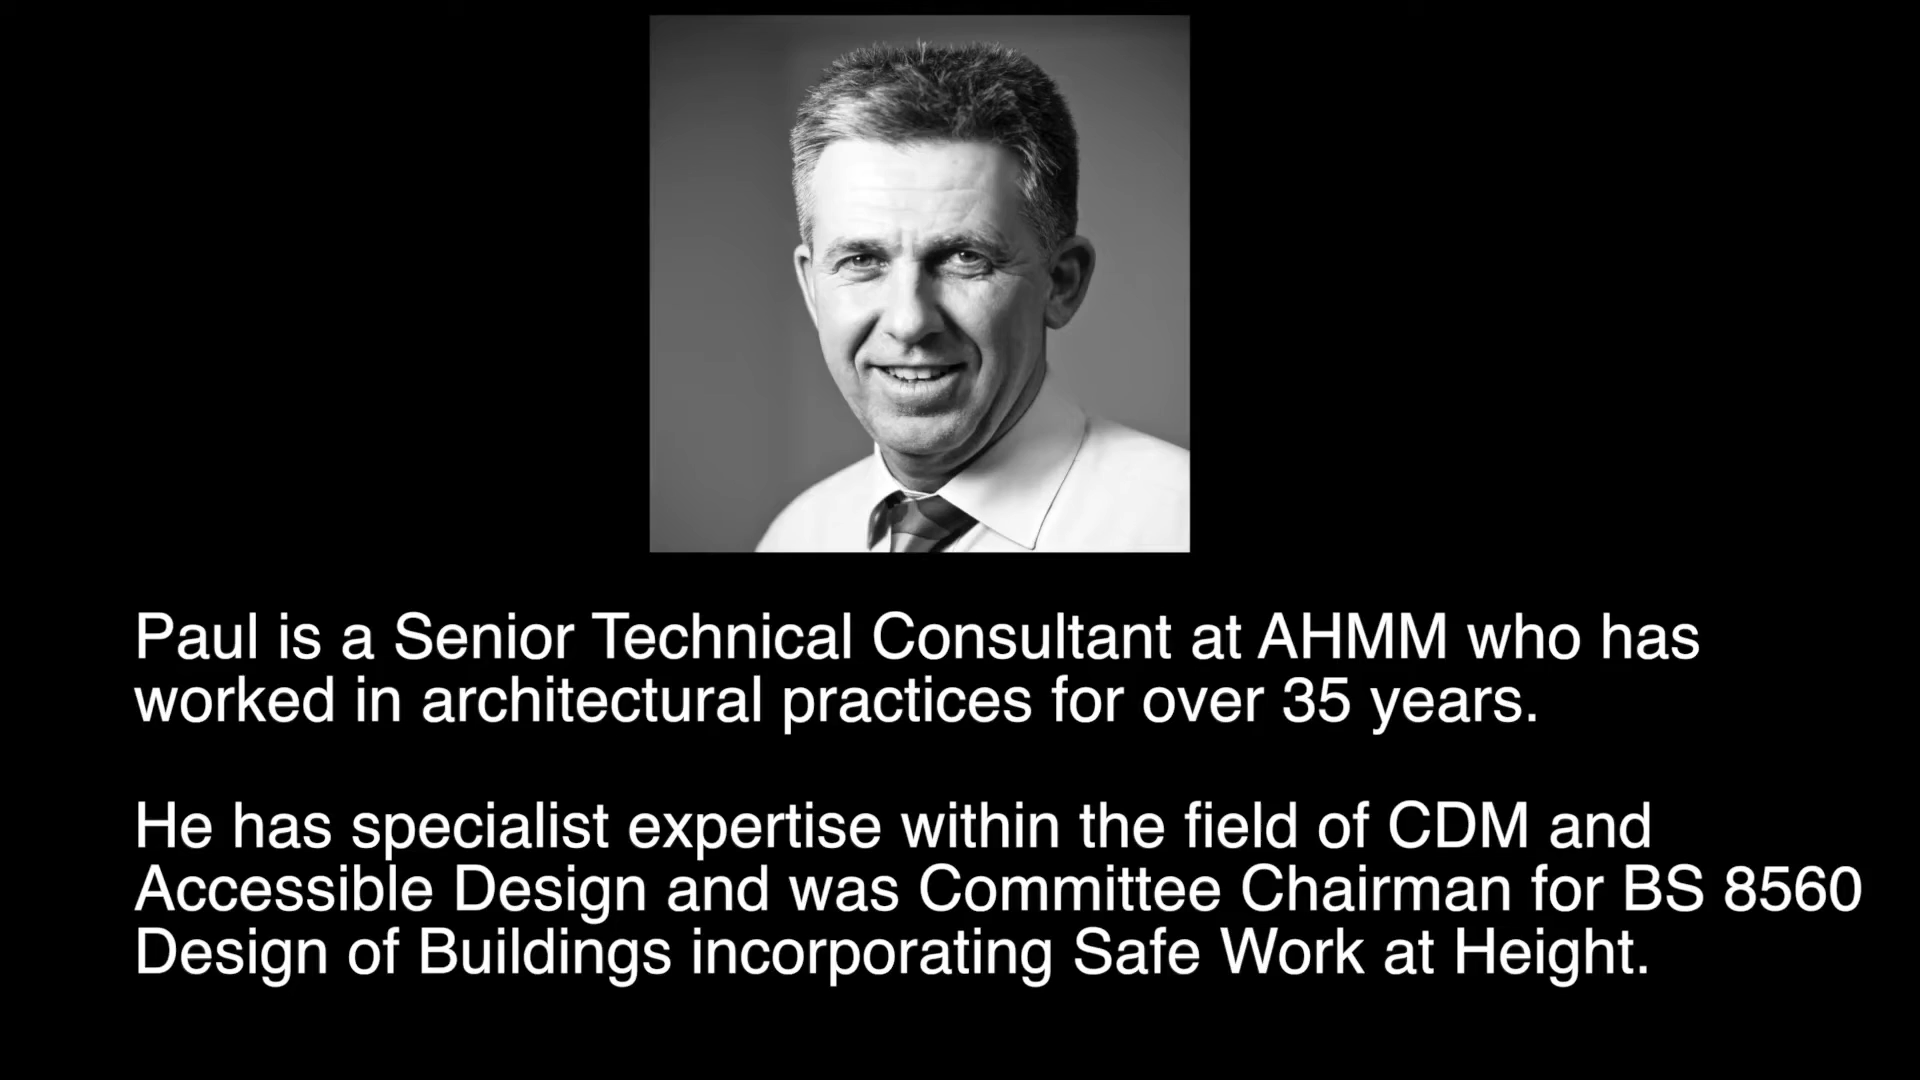 Paul is a Senior Technical Consultant at AHMM who has
worked in architectural practices for over 35 years.
He has specialist expertise within the field of CDM and
Accessible Design and was Committee Chairman for BS 8560
Design of Buildings incorporating Safe Work at Height.